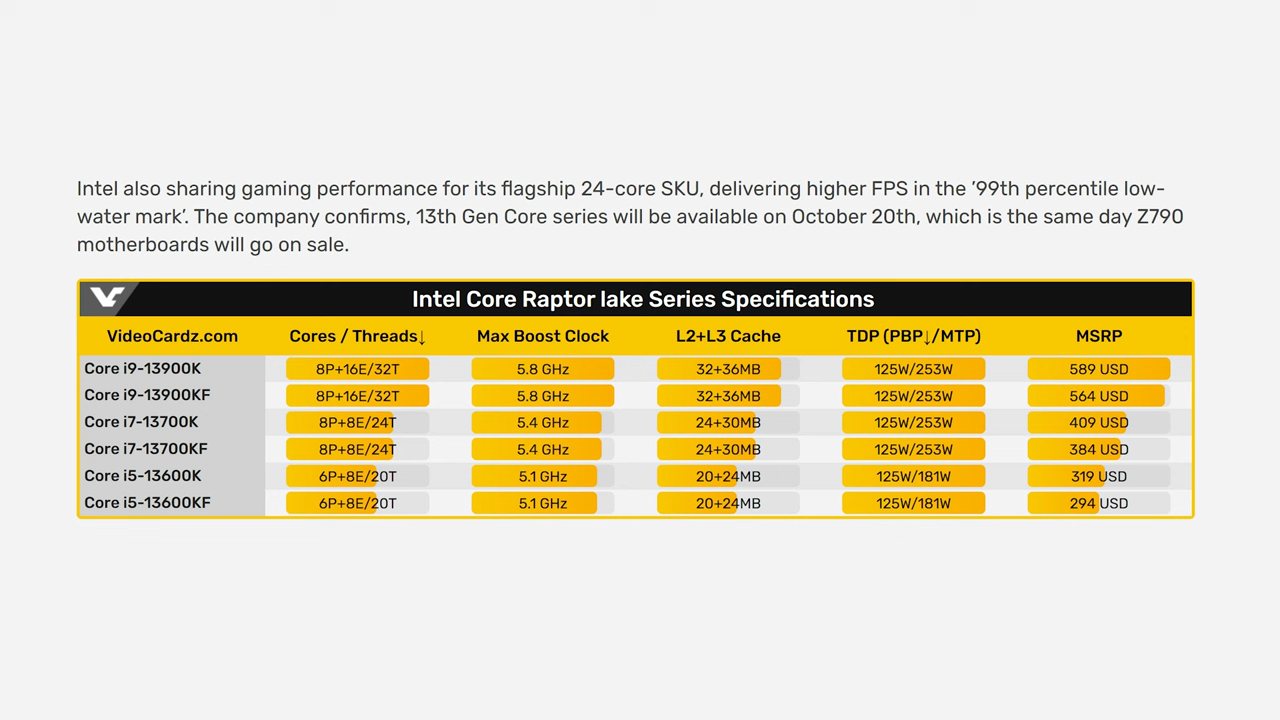 Intel also sharing gaming performance for its flagship 24-core SKU, delivering higher FPS in the '99th percentile low-
water mark'. The company confirms, 13th Gen Core series will be available on October 20th, which is the same day Z790
motherboards will go on sale.
Intel Core Raptor lake Series Specifications
VideoCardz.com Cores / Threads↓ Max Boost Clock L2+L3 Cache TDP (PBP↓/MTP) MSRP
Core i9-13900K 8P+16E/32T 5.8 GHz 32+36MB 125W/253W 589 USD
Core i9-13900KF 8P+16E/32T 5.8 GHz 32+36MB 125W/253W 564 USD
Core i7-13700K 8P+8E/24T 5.4 GHz 24+30MB 125W/253W 409 USD
Core i7-13700KF 8P+8E/24T 5.4 GHz 24+30MB 125W/253W 384 USD
Core i5-13600K 6P+8E/20T 5.1 GHz 20+24MB 125W/181W 319 USD
Core i5-13600KF 6P+8E/20T 5.1 GHz 20+24MB 125W/181W 294 USD